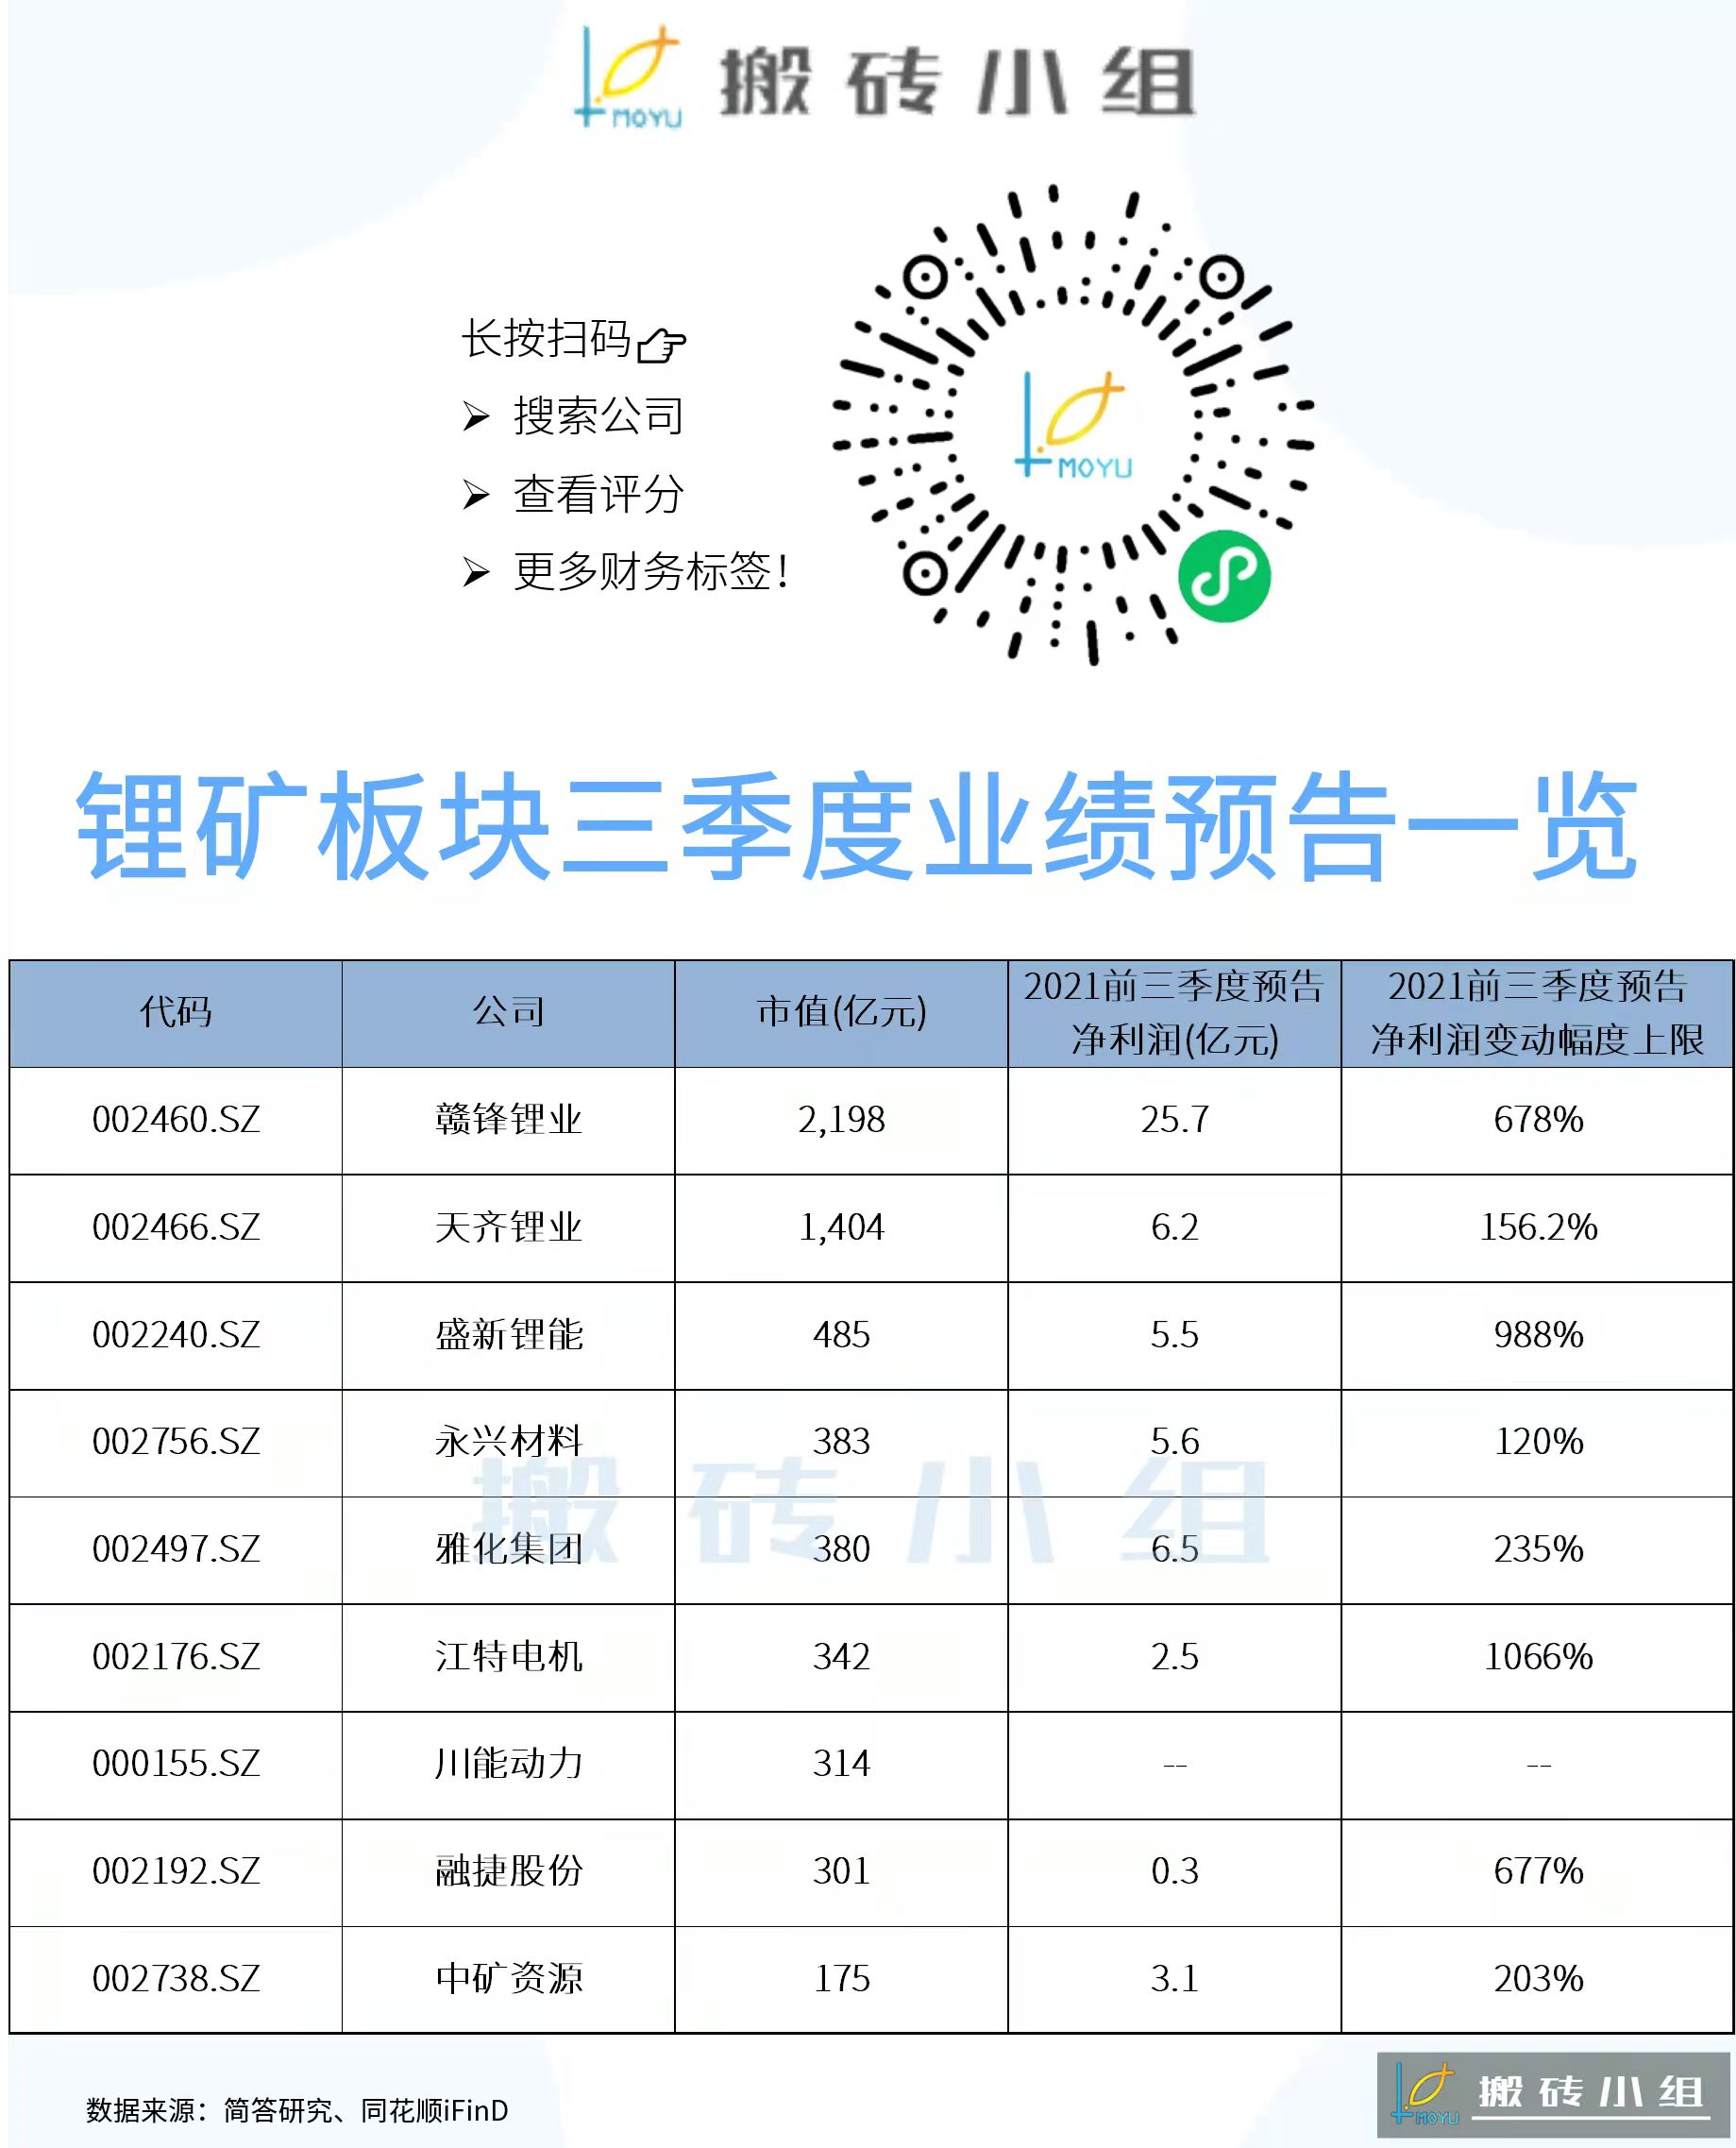 MOYU 搬砖小组
长按扫码
搜索公司
查看评分
更多财务标签！
MOYU
锂矿板块三季度业绩预告一览
代码 公司 市值(亿元) 2021前三季度预告净利润(亿元) 2021前三季度预告净利润变动幅度上限
002460.SZ 赣锋锂业 2,198 25.7 678%
002466.SZ 天齐锂业 1,404 6.2 156.2%
002240.SZ 盛新锂能 485 5.5 988%
002756.SZ 永兴材料 383 5.6 120%
搬砖小组
002497.SZ 雅化集团 380 6.5 235%
002176.SZ 江特电机 342 2.5 1066%
000155.SZ 川能动力 314 -- --
002192.SZ 融捷股份 301 0.3 677%
002738.SZ 中矿资源 175 3.1 203%
数据来源：简答研究、同花顺iFinD
MOYU 搬砖小组